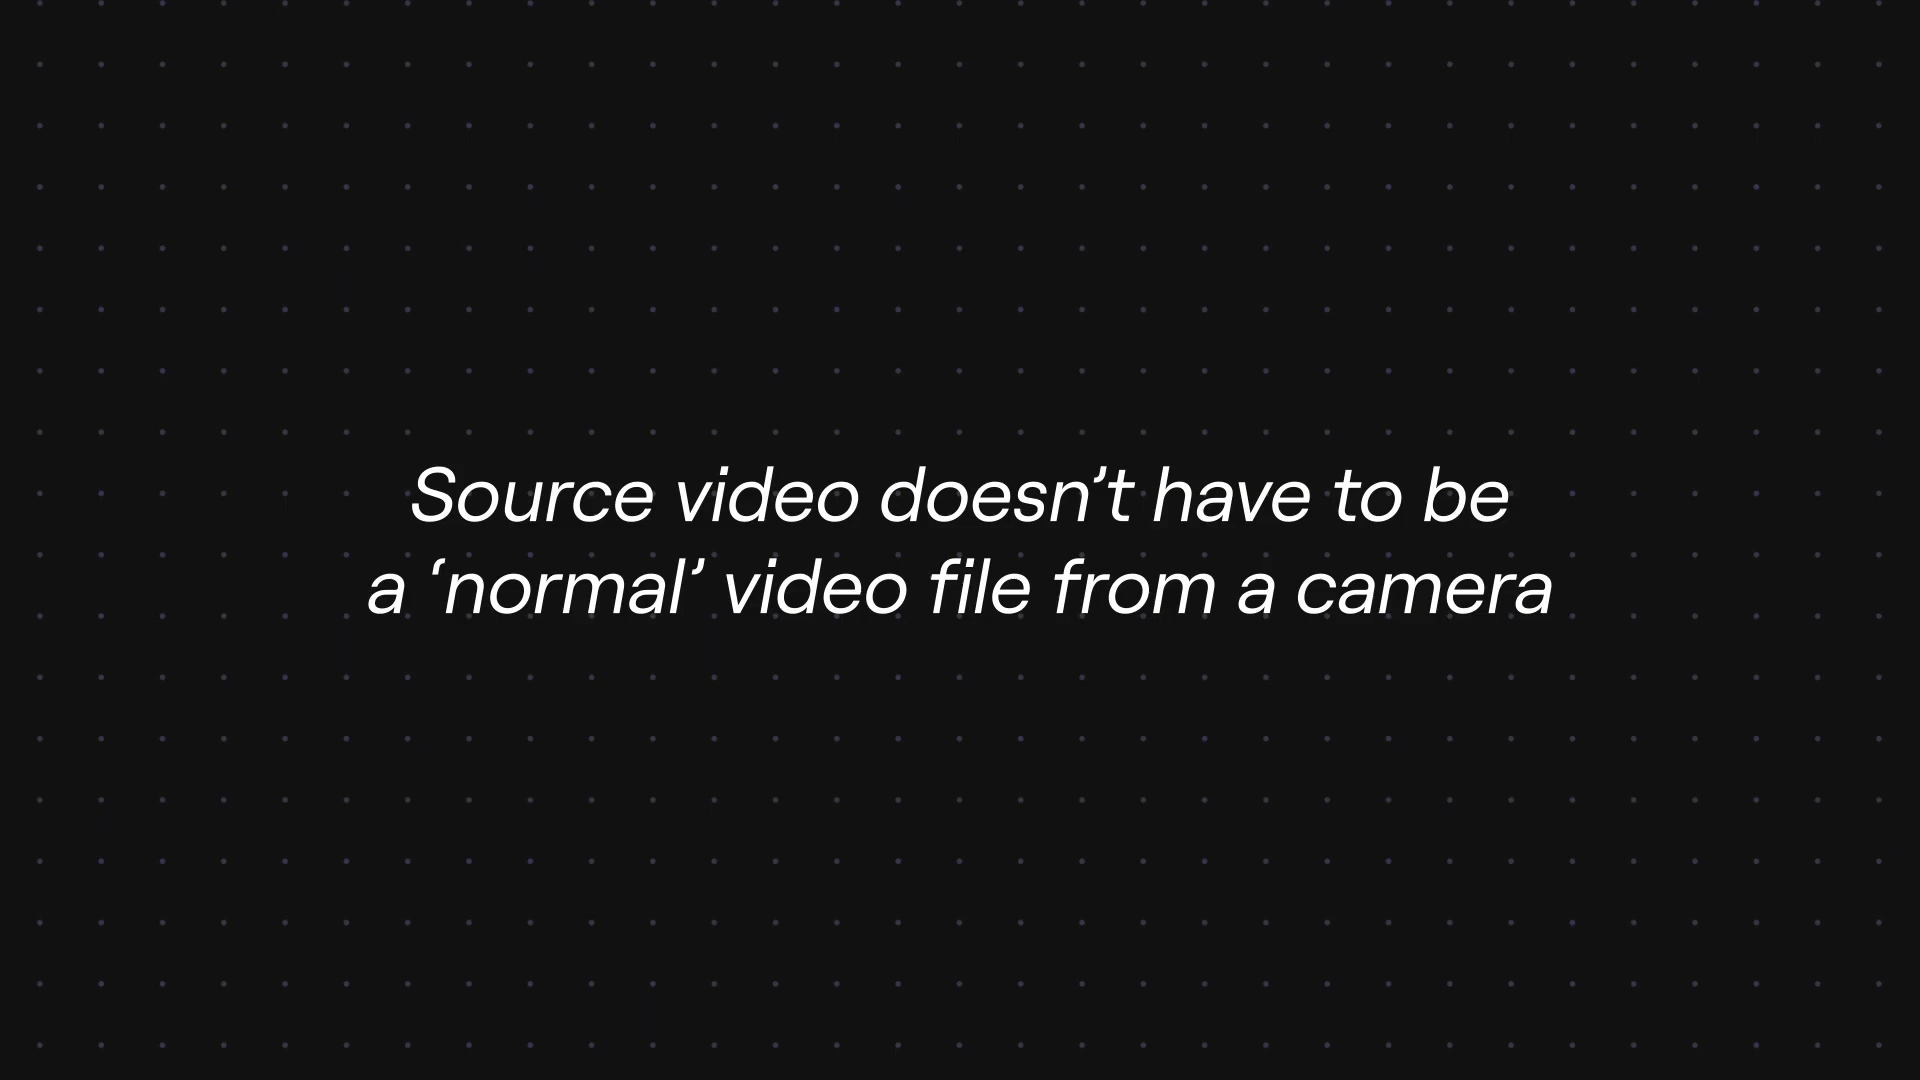 Source video doesn’t have to be
a ‘normal’ video file from a camera